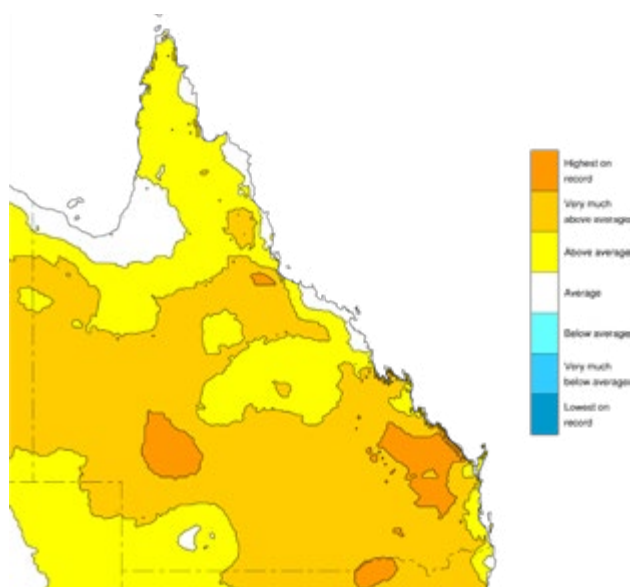 Highest on
record
Very much
above average
Above average
Average
Below average
Very much
below average
Lowest on
record